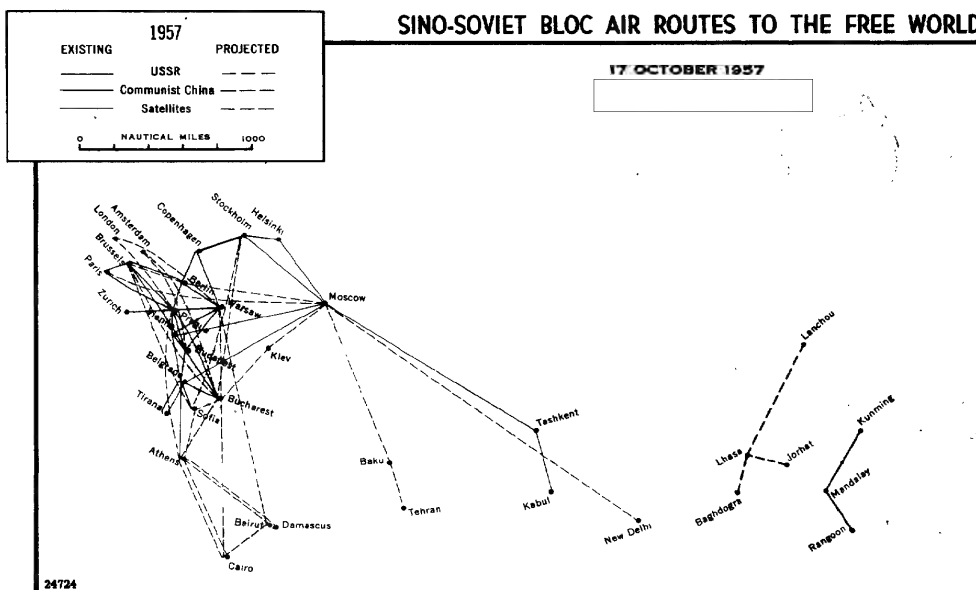 SINO-SOVIET BLOC AIR ROUTES TO THE FREE WORLD
1957
EXISTING PROJECTED
USSR
Communist China
Satellites
0 NAUTICAL MILES 1000
17 OCTOBER 1957
Helsinki
Stockholm
Copenhagen
Amsterdam
London
Brussels
Paris
Berlin
Zurich
Warsaw
Moscow
Kiev
Budapest
Belgrade
Bucharest
Tirana
Sofia
Athens
Tashkent
Baku
Kabul
Tehran
New Delhi
Beirut
Damascus
Cairo
Lanchou
Kunming
Lhasa
Jorhat
Mandalay
Baghdogra
Rangoon
24724